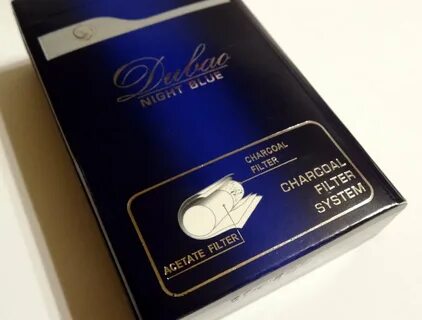 Dubao
NIGHT BLUE
CHARCOAL
FILTER
CHARCOAL
FILTER
SYSTEM
ACETATE FILTER